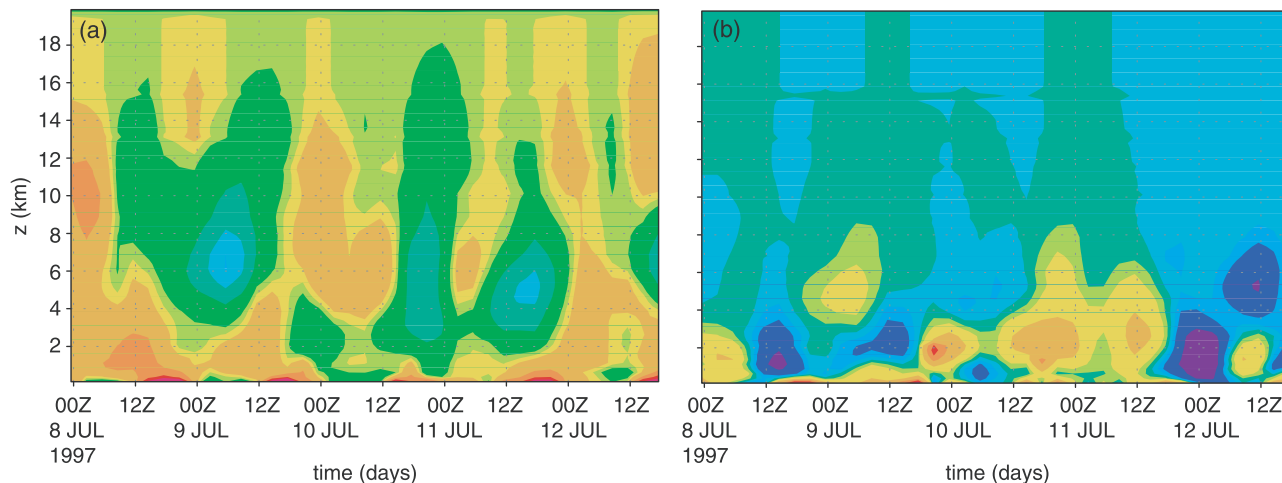 (a)
(b)
18
16
14
12
10
8
6
4
2
z (km)
00Z 12Z 00Z 12Z 00Z 12Z 00Z 12Z 00Z 12Z
8 JUL 9 JUL 10 JUL 11 JUL 12 JUL
1997
time (days)
00Z 12Z 00Z 12Z 00Z 12Z 00Z 12Z 00Z 12Z
8 JUL 9 JUL 10 JUL 11 JUL 12 JUL
1997
time (days)